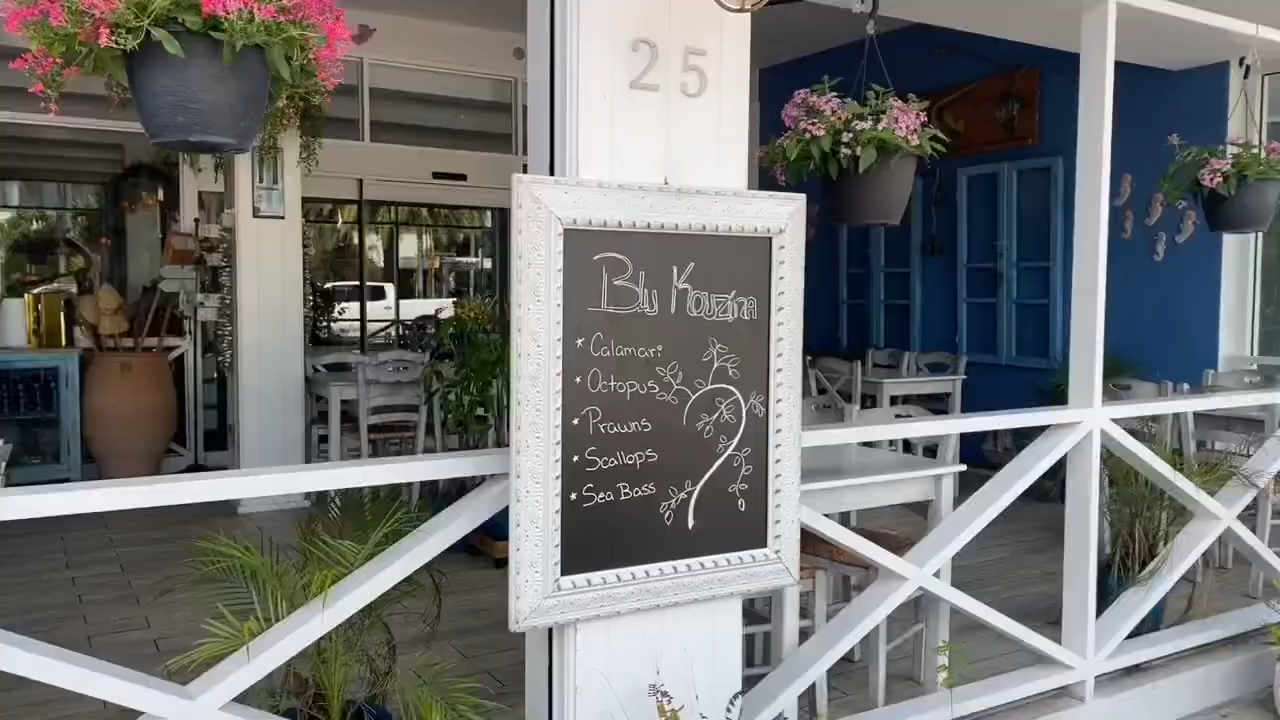 25
Blu Kouzina
* Calamari
* Octopus
* Prawns
* Scallops
* Sea Bass